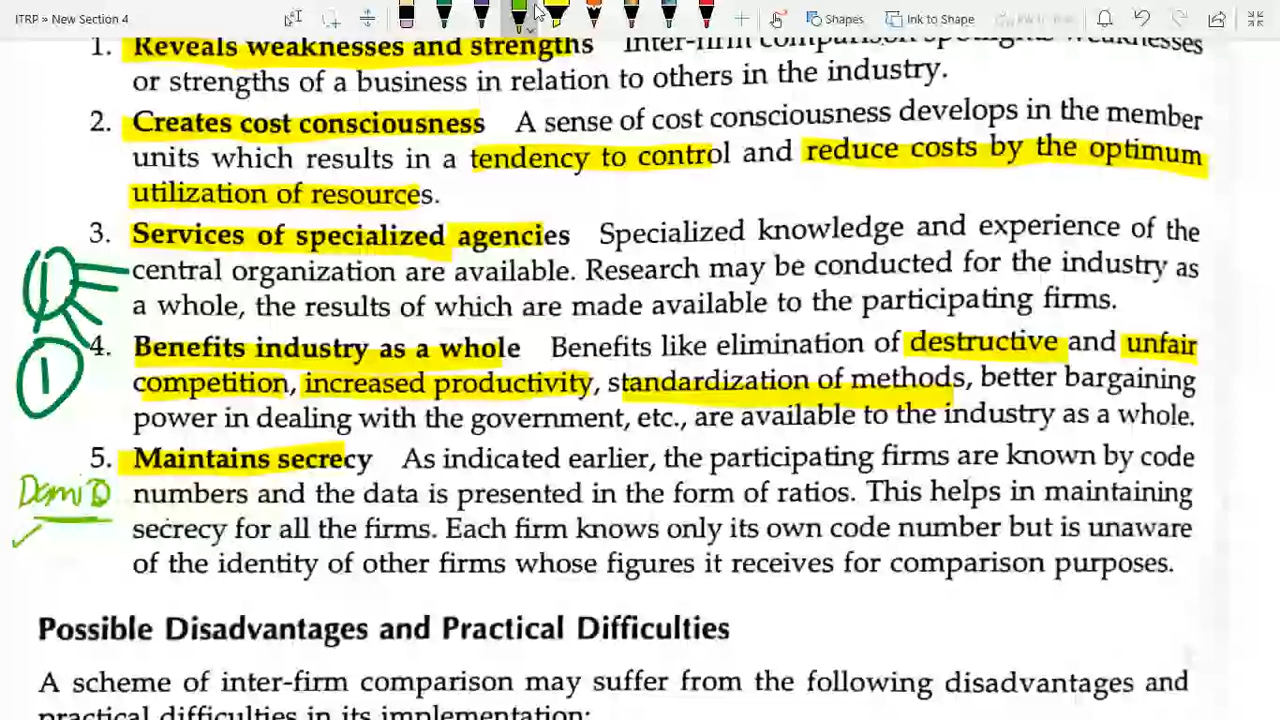 ITRP » New Section 4
Shapes
Ink to Shape
1. Reveals weaknesses and strengths Inter-firm comparison spotlights weaknesses
or strengths of a business in relation to others in the industry.
2. Creates cost consciousness A sense of cost consciousness develops in the member
units which results in a tendency to control and reduce costs by the optimum
utilization of resources.
3. Services of specialized agencies Specialized knowledge and experience of the
central organization are available. Research may be conducted for the industry as
a whole, the results of which are made available to the participating firms.
4. Benefits industry as a whole Benefits like elimination of destructive and unfair
competition, increased productivity, standardization of methods, better bargaining
power in dealing with the government, etc., are available to the industry as a whole.
5. Maintains secrecy As indicated earlier, the participating firms are known by code
numbers and the data is presented in the form of ratios. This helps in maintaining
secrecy for all the firms. Each firm knows only its own code number but is unaware
of the identity of other firms whose figures it receives for comparison purposes.
Possible Disadvantages and Practical Difficulties
A scheme of inter-firm comparison may suffer from the following disadvantages and
practical difficulties in its implementation: